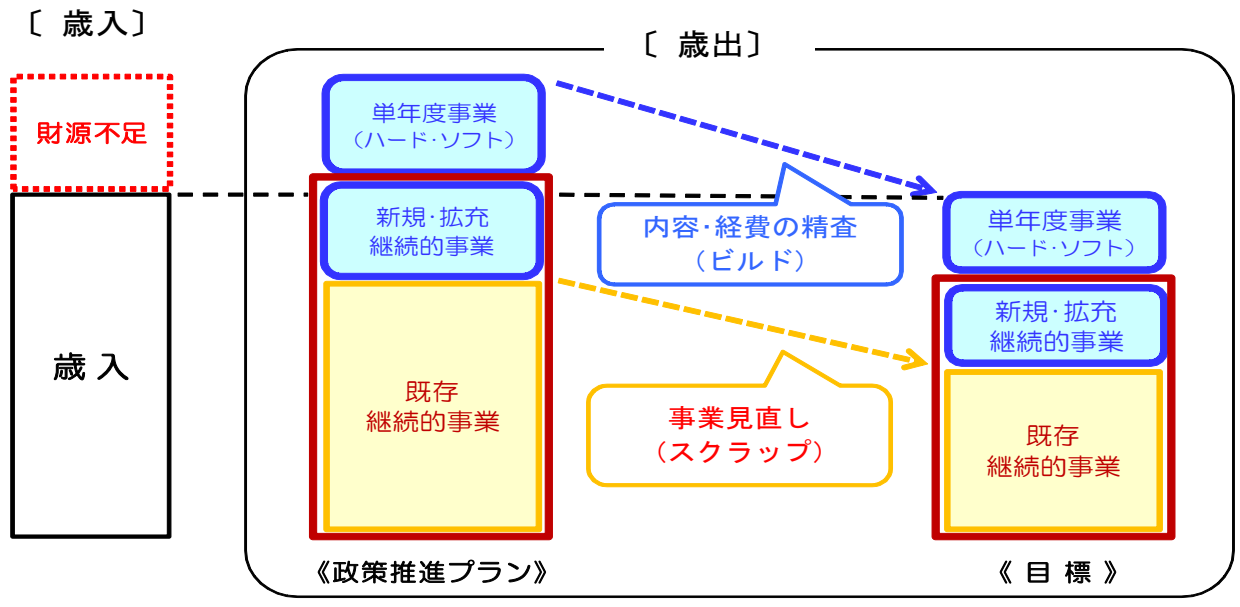 〔 歳入〕
〔 歳出〕
財源不足
歳 入
単年度事業
（ハード・ソフト）
新規・拡充
継続的事業
既存
継続的事業
《政策推進プラン》
内容・経費の精査
（ビルド）
事業見直し
（スクラップ）
単年度事業
（ハード・ソフト）
新規・拡充
継続的事業
既存
継続的事業
《 目 標 》